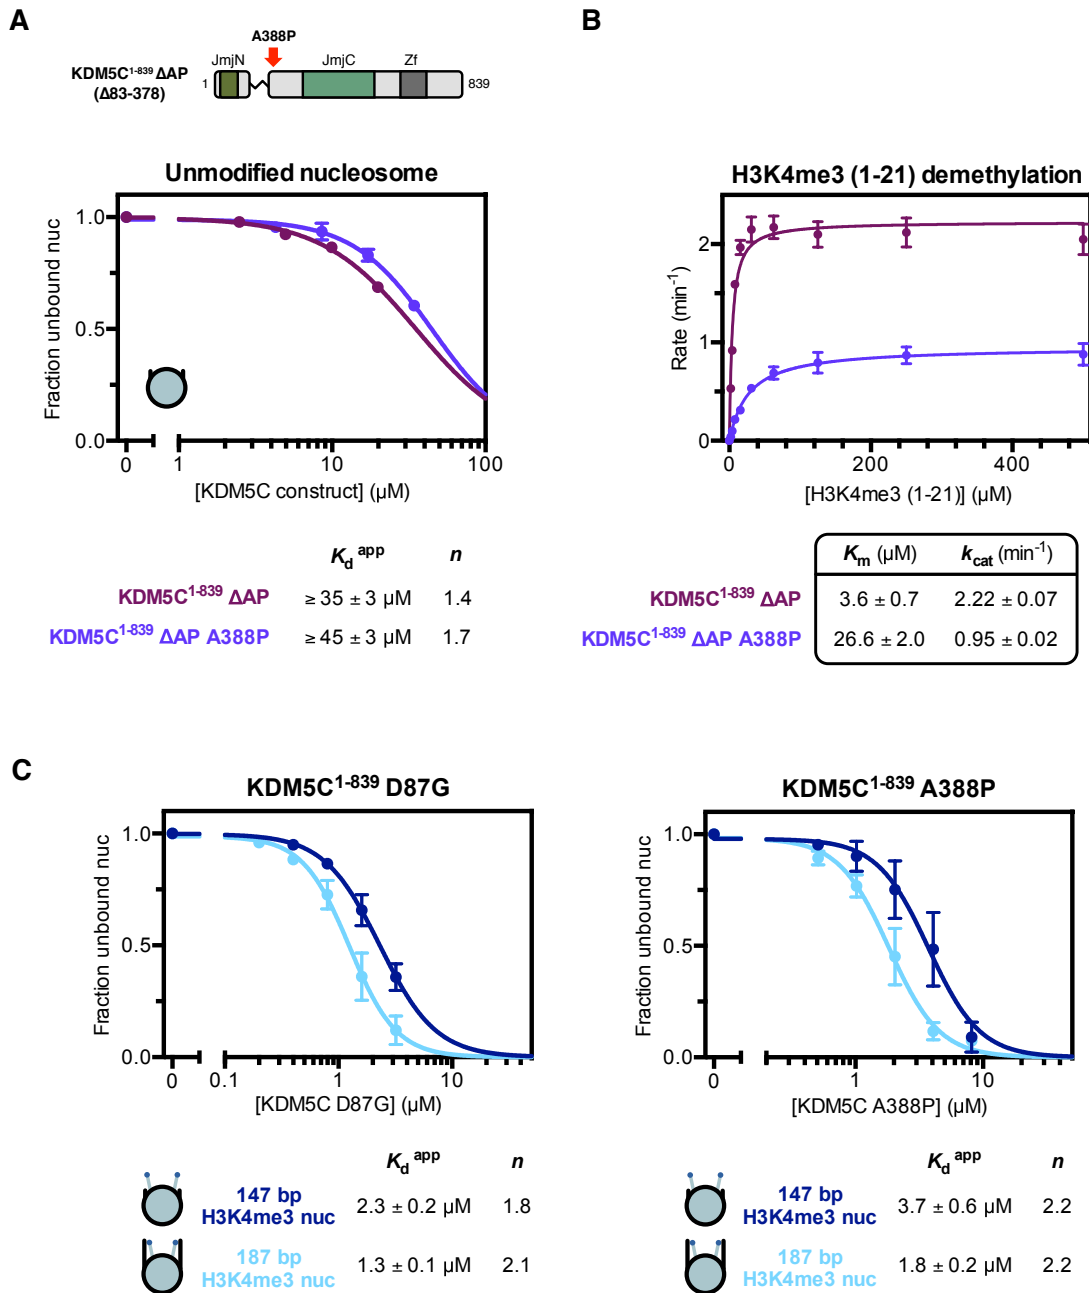 A
A388P
JmjN
JmjC
Zf
KDM5C1-839 ΔAP
(Δ83-378)
1
839
Unmodified nucleosome
Fraction unbound nuc
1.0
0.5
0.0
0
1
10
100
[KDM5C construct] (μM)
Kd app
n
KDM5C1-839 ΔAP
≥ 35 ± 3 μM
1.4
KDM5C1-839 ΔAP A388P
≥ 45 ± 3 μM
1.7
B
H3K4me3 (1-21) demethylation
Rate (min-1)
2
1
0
0
200
400
[H3K4me3 (1-21)] (μM)
Km (μM)
kcat (min-1)
KDM5C1-839 ΔAP
3.6 ± 0.7
2.22 ± 0.07
KDM5C1-839 ΔAP A388P
26.6 ± 2.0
0.95 ± 0.02
C
KDM5C1-839 D87G
Fraction unbound nuc
1.0
0.5
0.0
0
0.1
1
10
[KDM5C D87G] (μM)
Kd app
n
147 bp
H3K4me3 nuc
2.3 ± 0.2 μM
1.8
187 bp
H3K4me3 nuc
1.3 ± 0.1 μM
2.1
KDM5C1-839 A388P
Fraction unbound nuc
1.0
0.5
0.0
0
1
10
[KDM5C A388P] (μM)
Kd app
n
147 bp
H3K4me3 nuc
3.7 ± 0.6 μM
2.2
187 bp
H3K4me3 nuc
1.8 ± 0.2 μM
2.2